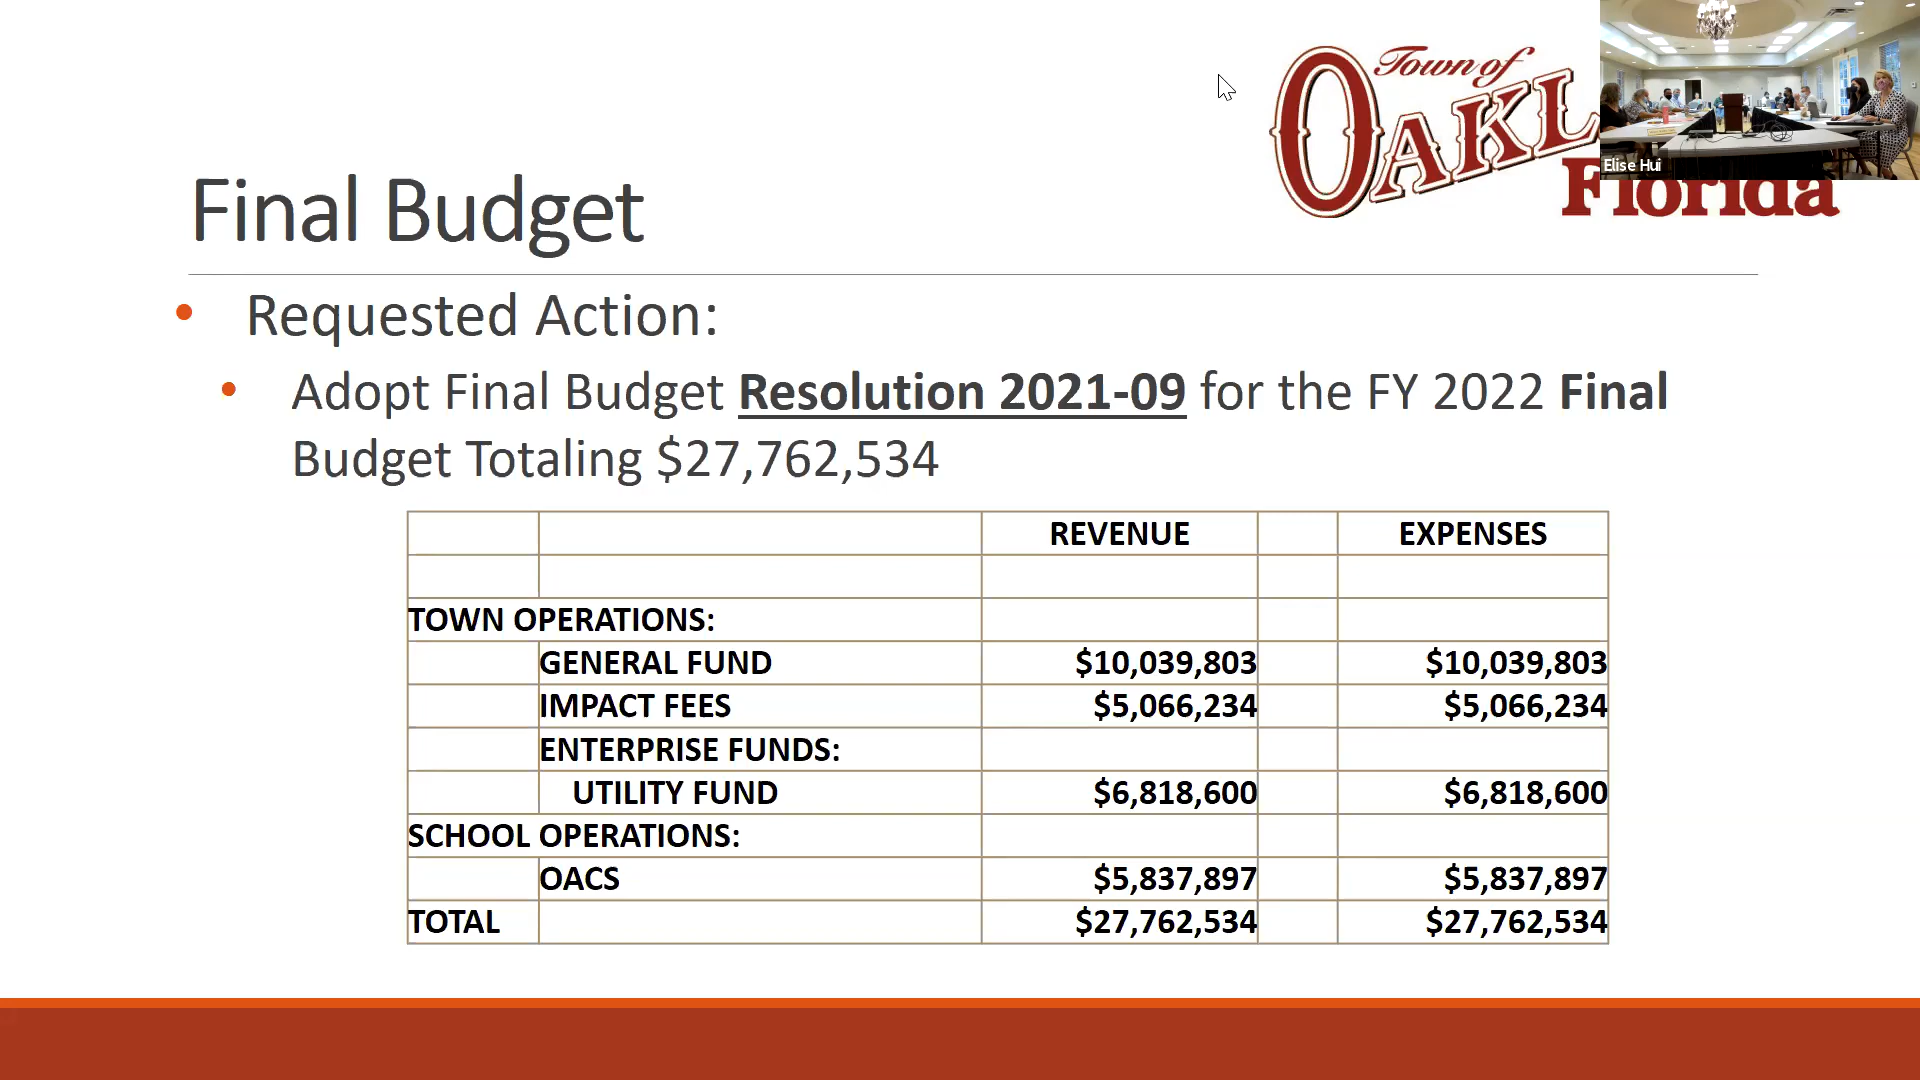 Town of
OAKL
Florida
Elise Hui
Final Budget
• Requested Action:
• Adopt Final Budget Resolution 2021-09 for the FY 2022 Final
Budget Totaling $27,762,534
REVENUE EXPENSES
TOWN OPERATIONS:
GENERAL FUND $10,039,803 $10,039,803
IMPACT FEES $5,066,234 $5,066,234
ENTERPRISE FUNDS:
UTILITY FUND $6,818,600 $6,818,600
SCHOOL OPERATIONS:
OACS $5,837,897 $5,837,897
TOTAL $27,762,534 $27,762,534